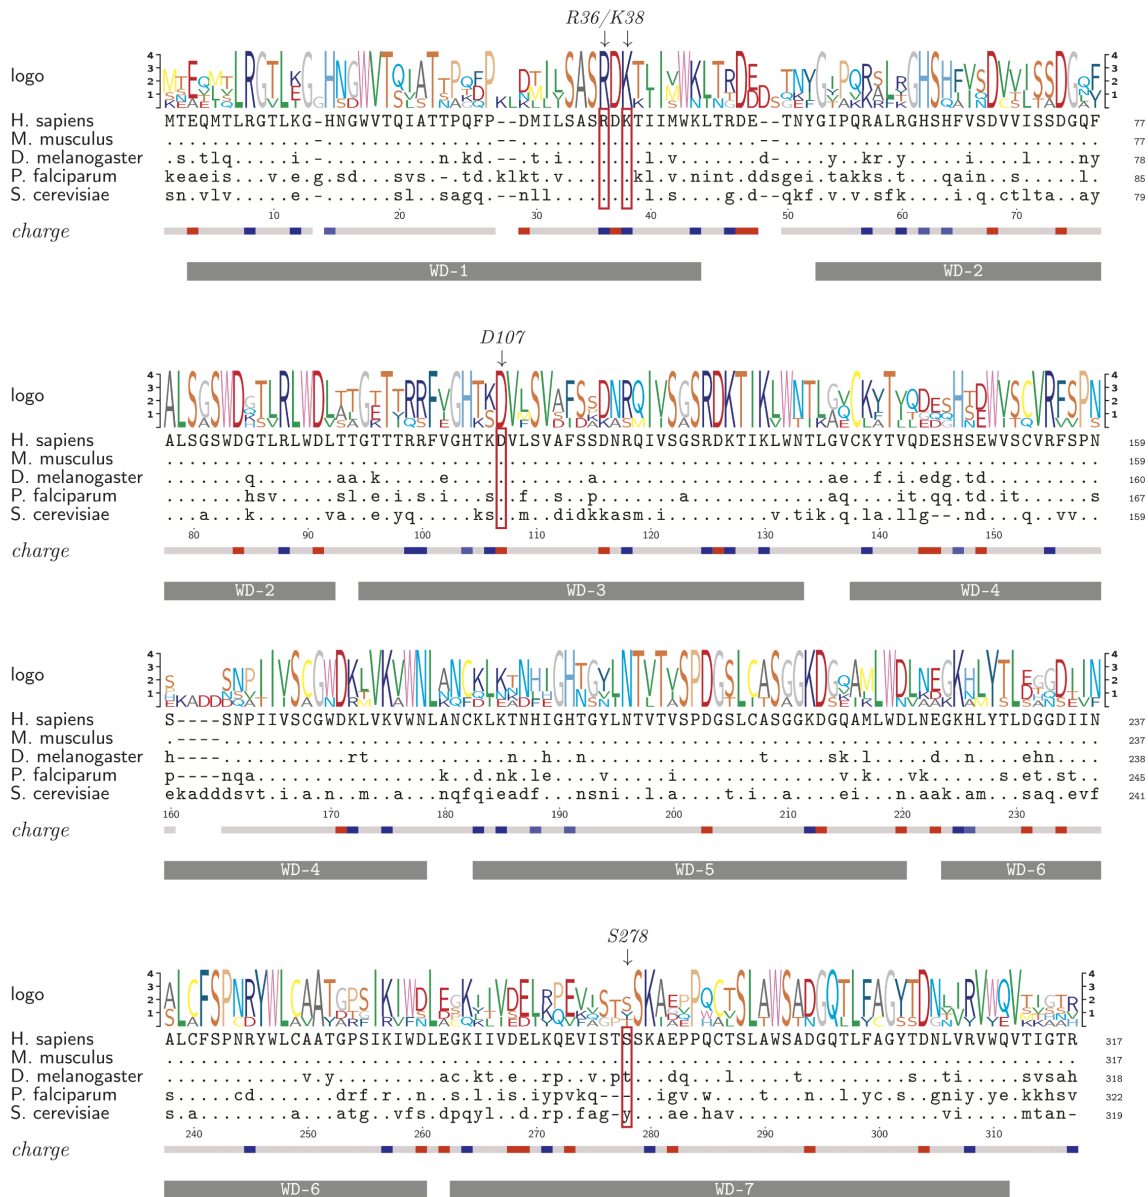 R36/K38
logo
H. sapiens MTEQMTLRGTLKG-HNGWVTQIATTPQFP--DMILSASRDKTIIMWKLTRDE--TNYGIPQRALRGHSHFVSDVVISSDGQF 77
M. musculus .............-...............--.....................--............................ 77
D. melanogaster .s.tlq.....i.-..........n.kd.--.t.i.......l.v.......d-....y..kr.y......i...l....ny 78
P. falciparum keaeis...v.e.g.sd...svs.-.td.klkt.v......kl.v.nint.ddsgei.takks.t...qain..s.....l. 85
S. cerevisiae sn.vlv.....e.-......sl.sagq..--nll........l.s....g.d--qkf.v.v.sfk....i.q.ctlta..ay 79
10 20 30 40 50 60 70
charge
WD-1 WD-2
D107
logo
H. sapiens ALSGSWDGTLRLWDLTTGTTTRRFVGHTKDVLSVAFSSDNRQIVSGSRDKTIKLWNTLGVCKYTVQDESHSEWVSCVRFSPN 159
M. musculus .................................................................................. 159
D. melanogaster .......q.......aa.k.....e............a....................ae..f.i.edg.td.......... 160
P. falciparum .......hsv.....sl.e.i.s.i...s..f..s..p.......a............aq....it.qq.td.it......s 167
S. cerevisiae ...a...k......va..e.yq.....ks..m..didkkasm.i.........v.tik.q.la.llg--.nd...q..vv.. 159
80 90 100 110 120 130 140 150
charge
WD-2 WD-3 WD-4
logo
H. sapiens S----SNPIIVSCGWDKLVKVWNLANCKLKTNHIGHTGYLNTVTVSPDGSLCASGGKDGQAMLWDLNEGKHLYTLDGGDIIN 237
M. musculus .----............................................................................. 237
D. melanogaster h----...........rt............n..h..n...............t.....sk.l.....d.n.....ehn.... 238
P. falciparum p----nqa................k..d.nk.le....v.....i..............v.k...vk......s.et.st.. 245
S. cerevisiae ekadddsvt.i.a.n..m..a...nqfqieadf...nsni..l.a.....t.i..a...ei..n.aak.am....saq.evf 241
160 170 180 190 200 210 220 230
charge
WD-4 WD-5 WD-6
S278
logo
H. sapiens ALCFSPNRYWLCAATGPSIKIWDLEGKIIVDELKQEVISTSSKAEPPQCTSLAWSADGQTLFAGYTDNLVRVWQVTIGTR 317
M. musculus ................................................................................ 317
D. melanogaster ............v.y.........ac.kt.e..rp..v.pt...dq...l.....t............s.ti...svsah 318
P. falciparum s.....cd.......drf.r..n..s.l.is.iypvkq---..igv.w....t...n..l.yc.s..gniy.ye.kkhsv 322
S. cerevisiae s.a........a...atg..vfs.dpqyl..d.rp.fag-y...ae.hav..................vi.....mtan- 319
240 250 260 270 280 290 300 310
charge
WD-6 WD-7